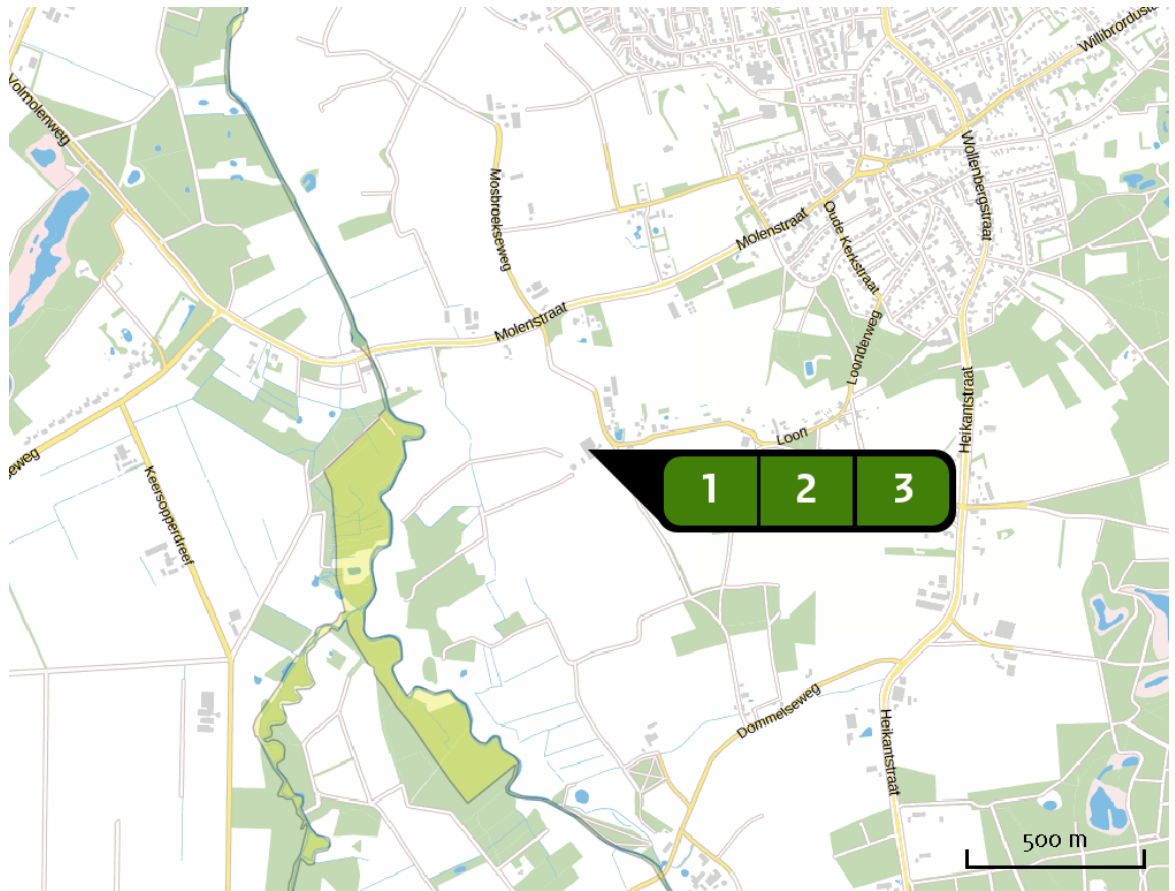 Willibrordust
Volmolenweg
Wollenbergstraat
Mosbroekseweg
Oude Kerkstraat
Molenstraat
Molenstraat
Loonderweg
Heikantstraat
Loon
eweg
Keersopperdreef
1 2 3
Dommelseweg
Heikantstraat
500 m